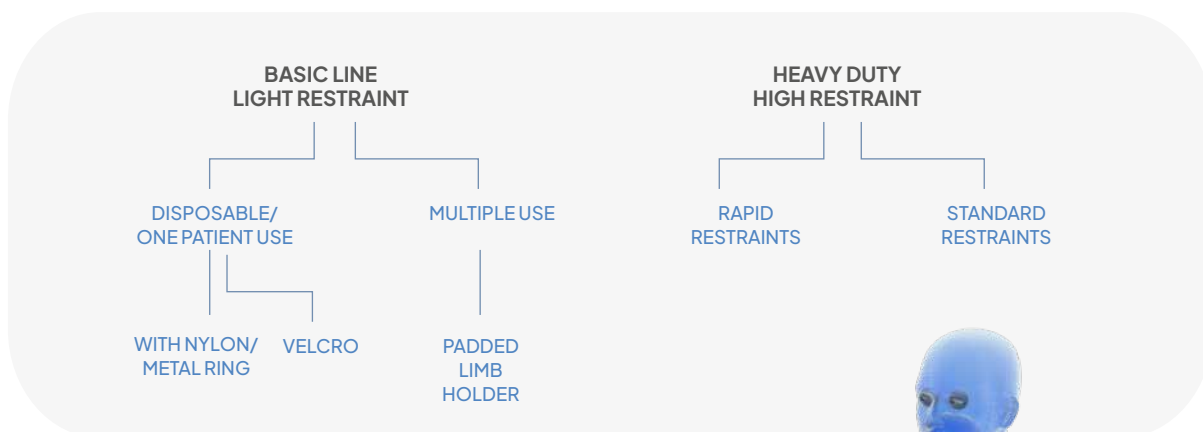 BASIC LINE
LIGHT RESTRAINT
HEAVY DUTY
HIGH RESTRAINT
DISPOSABLE/
ONE PATIENT USE
MULTIPLE USE
RAPID
RESTRAINTS
STANDARD
RESTRAINTS
WITH NYLON/
METAL RING
VELCRO
PADDED
LIMB
HOLDER